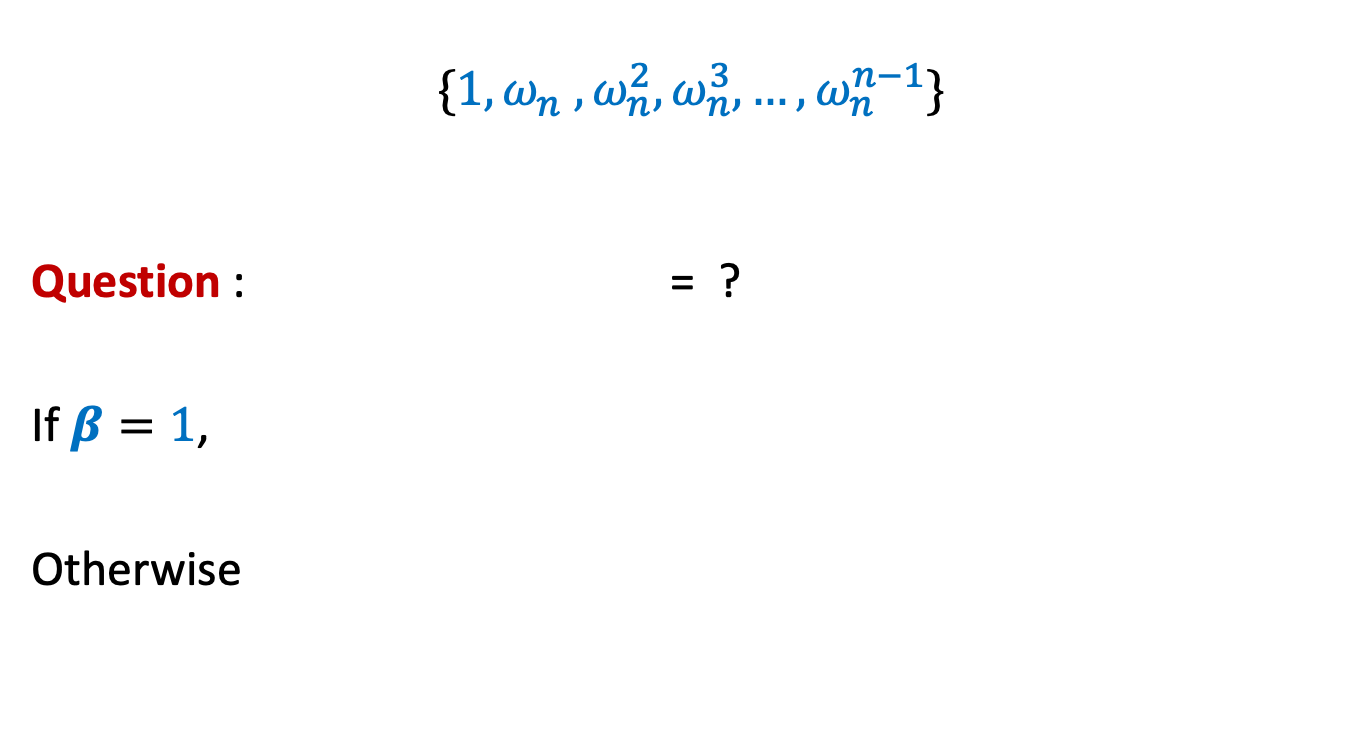 {1, ωₙ , ωₙ², ωₙ³, … , ωₙⁿ⁻¹}
Question : = ?
If 𝜷 = 1,
Otherwise